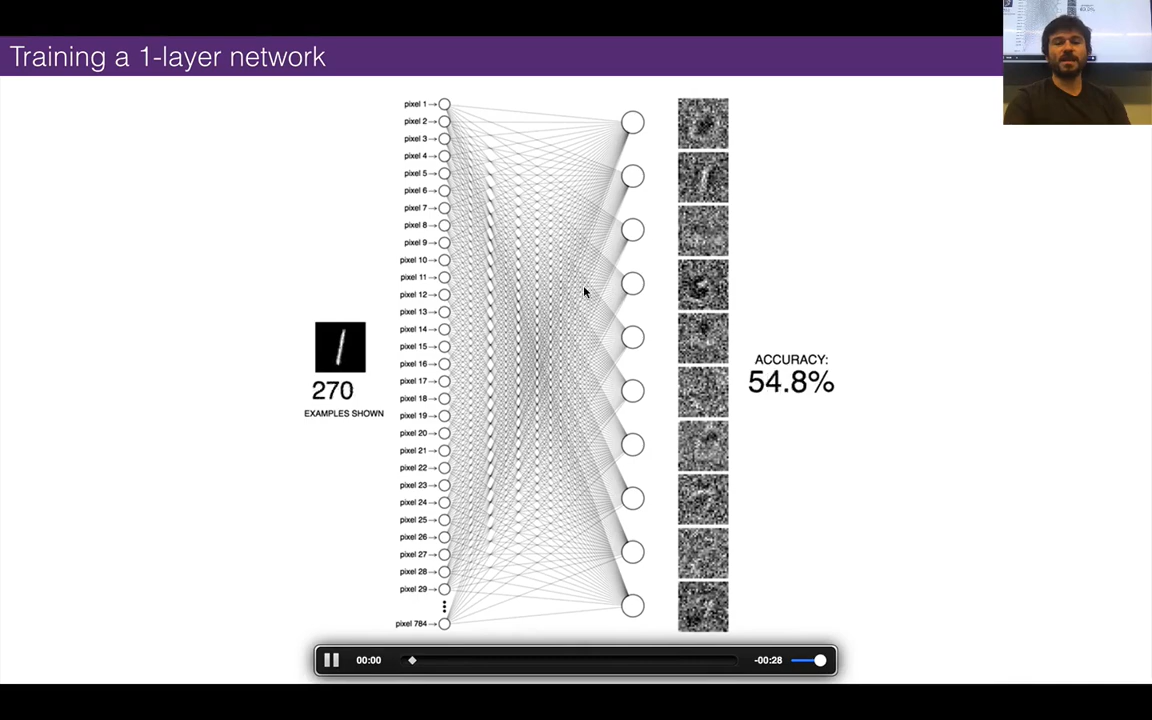 Training a 1-layer network
pixel 1
pixel 2
pixel 3
pixel 4
pixel 5
pixel 6
pixel 7
pixel 8
pixel 9
pixel 10
pixel 11
pixel 12
pixel 13
pixel 14
pixel 15
pixel 16
pixel 17
pixel 18
pixel 19
pixel 20
pixel 21
pixel 22
pixel 23
pixel 24
pixel 25
pixel 26
pixel 27
pixel 28
pixel 29
pixel 784
270
EXAMPLES SHOWN
ACCURACY:
54.8%
00:00
-00:28